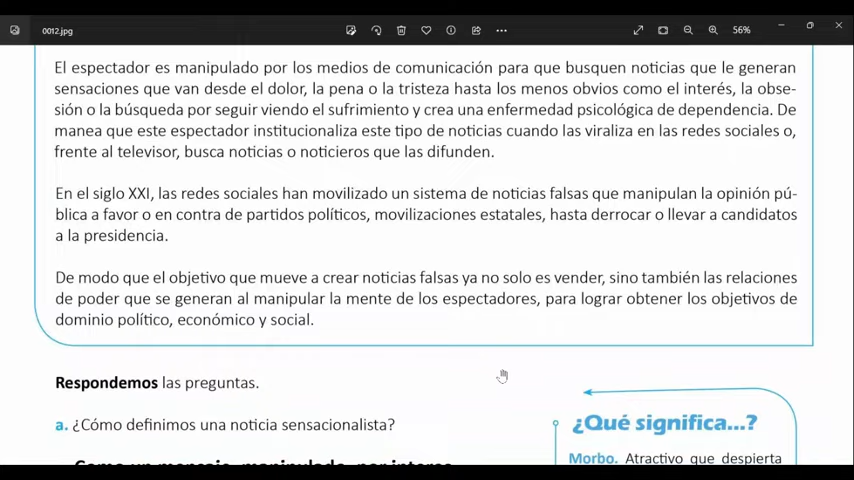 0012.jpg
56%
El espectador es manipulado por los medios de comunicación para que busquen noticias que le generan
sensaciones que van desde el dolor, la pena o la tristeza hasta los menos obvios como el interés, la obse-
sión o la búsqueda por seguir viendo el sufrimiento y crea una enfermedad psicológica de dependencia. De
manea que este espectador institucionaliza este tipo de noticias cuando las viraliza en las redes sociales o,
frente al televisor, busca noticias o noticieros que las difunden.
En el siglo XXI, las redes sociales han movilizado un sistema de noticias falsas que manipulan la opinión pú-
blica a favor o en contra de partidos políticos, movilizaciones estatales, hasta derrocar o llevar a candidatos
a la presidencia.
De modo que el objetivo que mueve a crear noticias falsas ya no solo es vender, sino también las relaciones
de poder que se generan al manipular la mente de los espectadores, para lograr obtener los objetivos de
dominio político, económico y social.
Respondemos las preguntas.
a. ¿Cómo definimos una noticia sensacionalista?
Como un mensaje, manipulado, por interes
¿Qué significa...?
Morbo. Atractivo que despierta